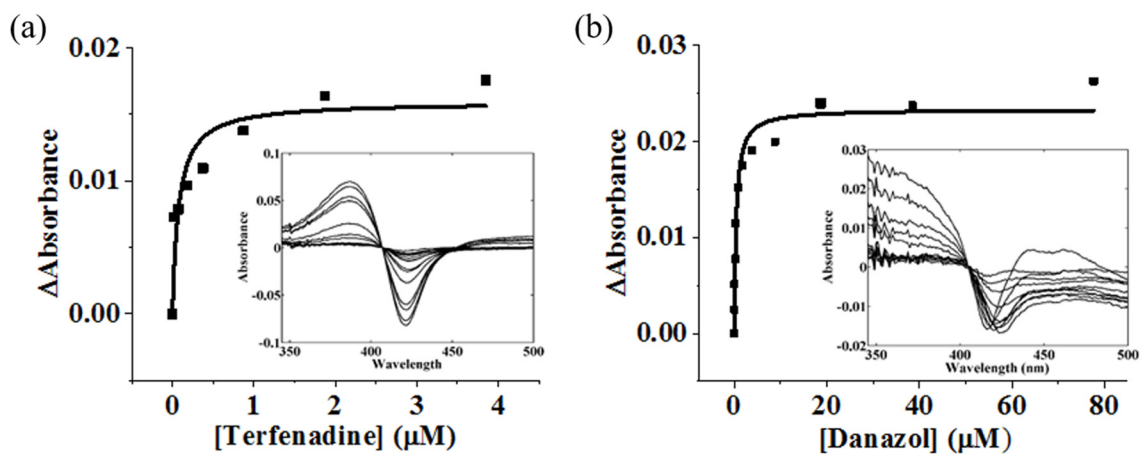 (a)
0.02
0.01
0.00
ΔAbsorbance
0 1 2 3 4
[Terfenadine] (μM)
0.1
0.05
0
-0.05
-0.1
Absorbance
350 400 450 500
Wavelength
(b)
0.03
0.02
0.01
0.00
ΔAbsorbance
0 20 40 60 80
[Danazol] (μM)
0.03
0.02
0.01
0
-0.01
-0.02
Absorbance
350 400 450 500
Wavelength (nm)